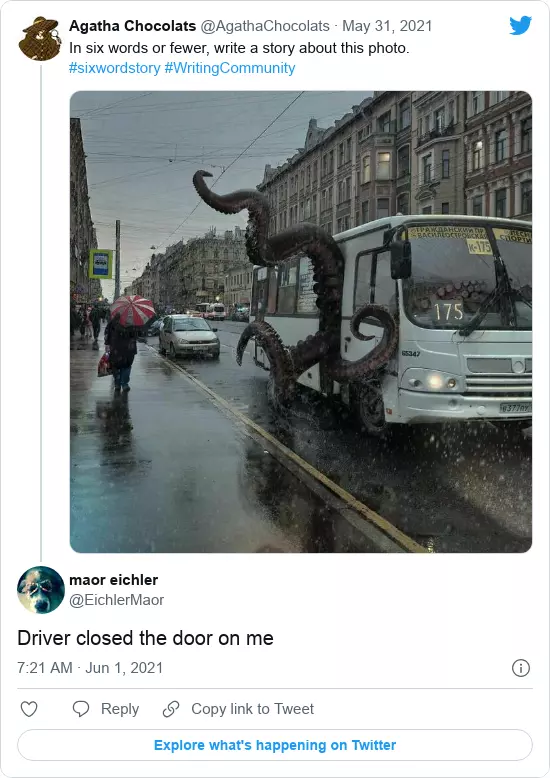 Agatha Chocolats @AgathaChocolats · May 31, 2021
In six words or fewer, write a story about this photo.
#sixwordstory #WritingCommunity
К-175
175
65347
maor eichler
@EichlerMaor
Driver closed the door on me
7:21 AM · Jun 1, 2021
Reply
Copy link to Tweet
Explore what's happening on Twitter